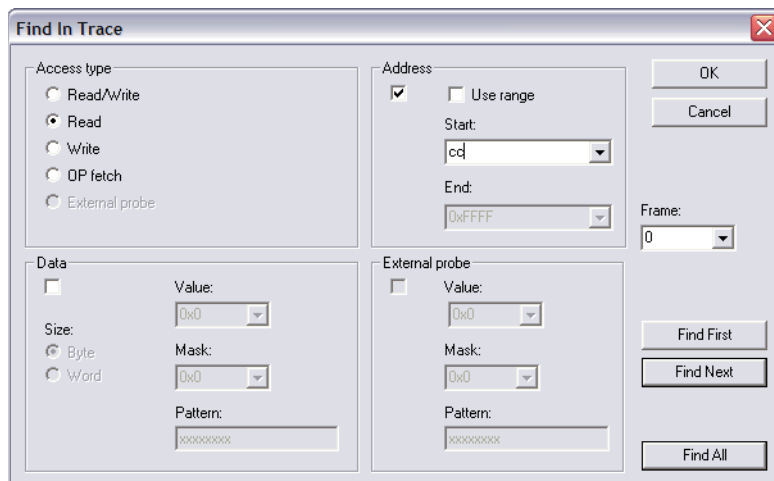 Find In Trace
Access type
Read/Write
Read
Write
OP fetch
External probe
Address
Use range
Start:
cc
End:
0xFFFF
OK
Cancel
Frame:
0
Data
Value:
0x0
Size:
Byte
Word
Mask:
0x0
Pattern:
xxxxxxxx
External probe
Value:
0x0
Mask:
0x0
Pattern:
xxxxxxxx
Find First
Find Next
Find All